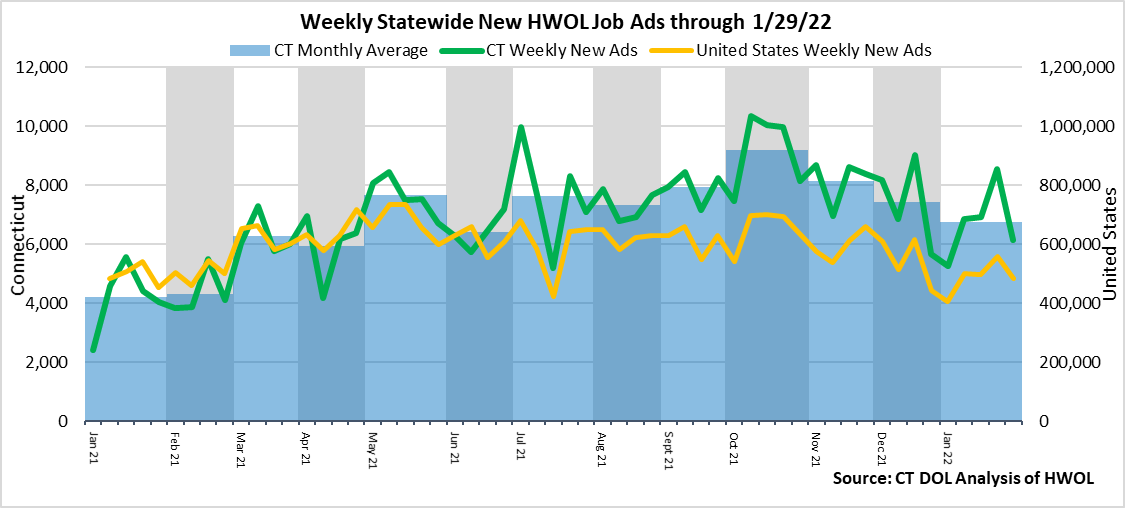 Weekly Statewide New HWOL Job Ads through 1/29/22
CT Monthly Average CT Weekly New Ads United States Weekly New Ads
12,000 1,200,000
10,000 1,000,000
8,000 800,000
6,000 600,000
4,000 400,000
2,000 200,000
0 0
Connecticut
United States
Jan 21 Feb 21 Mar 21 Apr 21 May 21 Jun 21 Jul 21 Aug 21 Sept 21 Oct 21 Nov 21 Dec 21 Jan 22
Source: CT DOL Analysis of HWOL